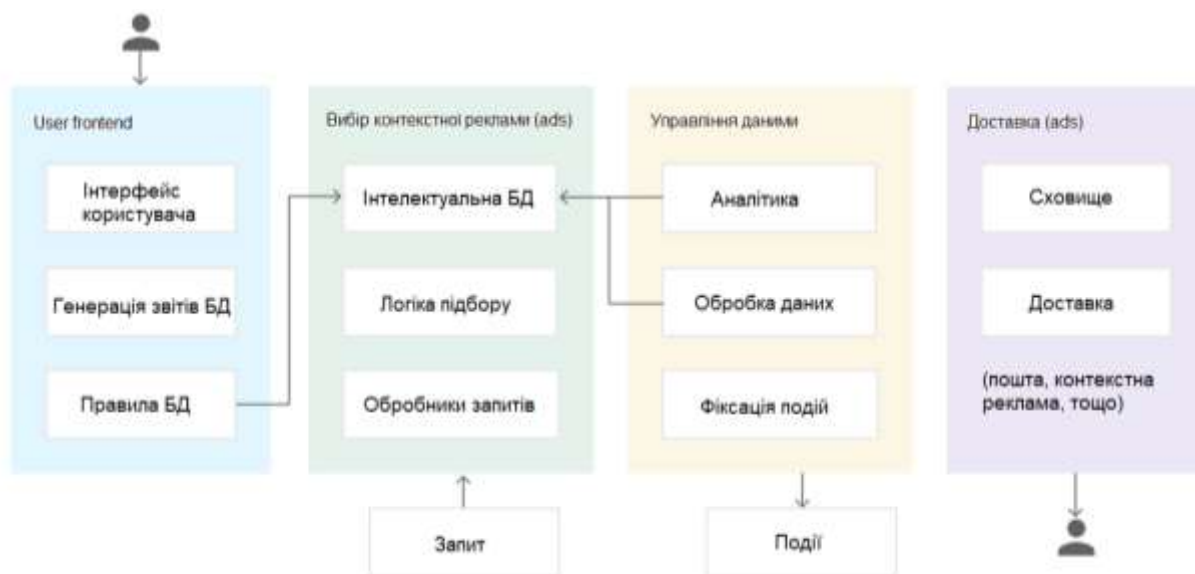 User frontend
Інтерфейс
користувача
Генерація звітів БД
Правила БД
Вибір контекстної реклами (ads)
Інтелектуальна БД
Логіка підбору
Обробники запитів
Запит
Управління даними
Аналітика
Обробка даних
Фіксація подій
Події
Доставка (ads)
Сховище
Доставка
(пошта, контекстна
реклама, тощо)